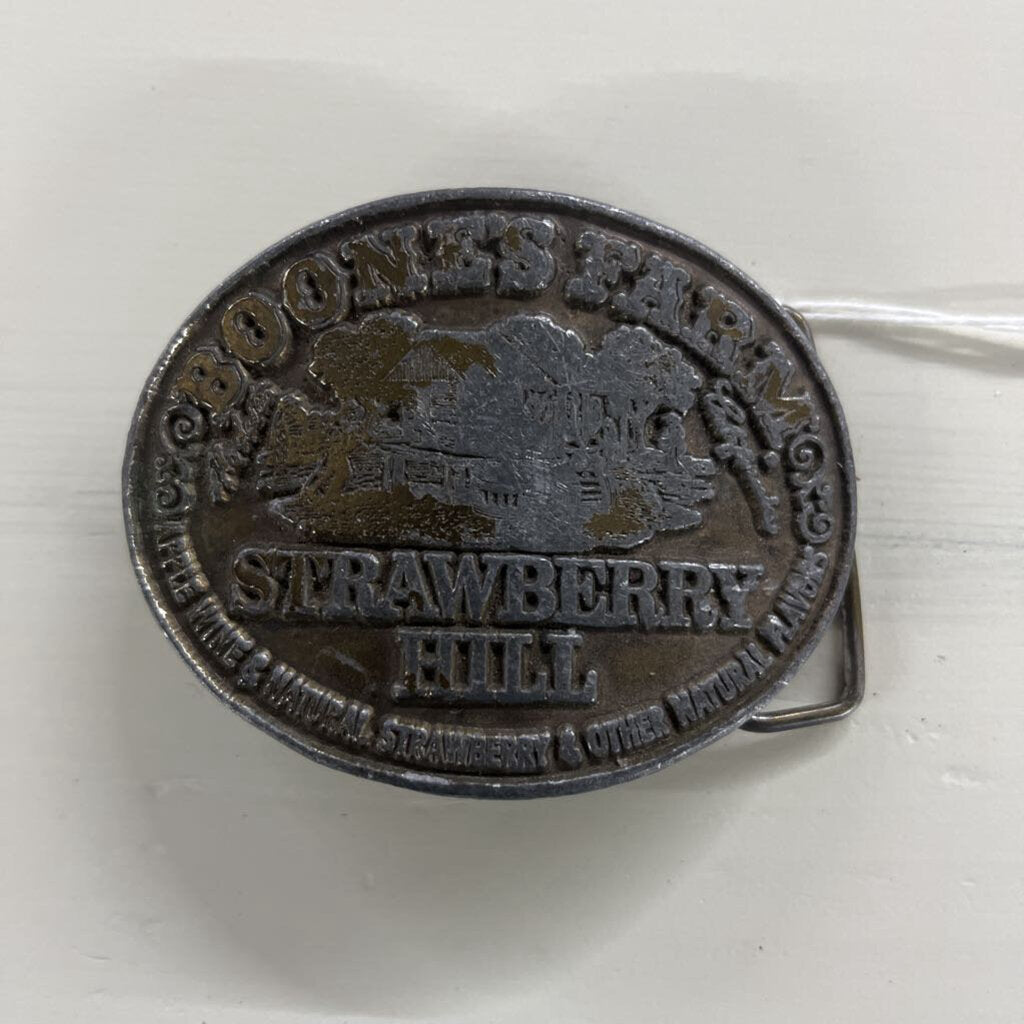 BOONE'S FARM
STRAWBERRY
HILL
APPLE WINE & NATURAL STRAWBERRY & OTHER NATURAL FLAVORS